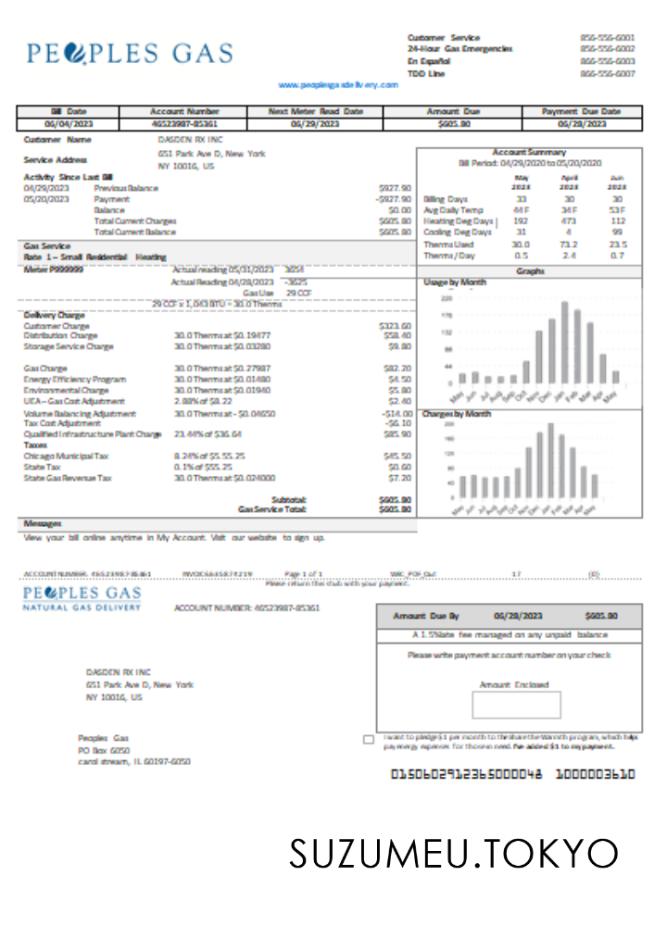 PEOPLES GAS
Customer Service 856-556-6001
24-Hour Gas Emergencies 856-556-6002
En Español 866-556-6003
TDD Line 866-556-6007
www.peoplesgasdelivery.com
Bill Date Account Number Next Meter Read Date Amount Due Payment Due Date
06/04/2023 46523987-85361 06/29/2023 $605.80 06/28/2023
Customer Name DASDEN RX INC
Service Address 651 Park Ave D, New York
NY 10016, US
Activity Since Last Bill
04/29/2023 Previous Balance $927.90
05/20/2023 Payment -$927.90
Balance $0.00
Total Current Charges $605.80
Total Current Balance $605.80
Gas Service
Rate 1 – Small Residential Heating
Meter P999999 Actual reading 05/31/2023 3654
Actual Reading 04/28/2023 -3625
Gas Use 29 CCF
29 CCF x 1,043 BTU = 30.0 Therms
Delivery Charge
Customer Charge $323.60
Distribution Charge 30.0 Therms at $0.19477 $58.40
Storage Service Charge 30.0 Therms at $0.03280 $9.80
Gas Charge 30.0 Therms at $0.27987 $82.20
Energy Efficiency Program 30.0 Therms at $0.01480 $4.50
Environmental Charge 30.0 Therms at $0.01940 $5.80
UEA – Gas Cost Adjustment 2.88% of $8.22 $2.40
Volume Balancing Adjustment 30.0 Therms at - $0.04650 -$14.00
Tax Cost Adjustment -$6.10
Qualified Infrastructure Plant Charge 23.44% of $36.64 $85.90
Taxes
Chicago Municipal Tax 8.24% of $5.55.25 $45.50
State Tax 0.1% of $55.25 $0.60
State Gas Revenue Tax 30.0 Therms at $0.024000 $7.20
Subtotal: $605.80
Gas Service Total: $605.80
Account Summary
Bill Period: 04/29/2020 to 05/20/2020
May April Jun
2023 2023 2023
Billing Days 33 30 30
Avg Daily Temp 44 F 34 F 53 F
Heating Deg Days 192 473 112
Cooling Deg Days 31 4 99
Therms Used 30.0 73.2 23.5
Therms / Day 0.5 2.4 0.7
Graphs
Usage by Month
220
176
132
88
44
0
May Jun Jul Aug Sep Oct Nov Dec Jan Feb Mar Apr May
Charges by Month
200
160
120
80
40
0
May Jun Jul Aug Sep Oct Nov Dec Jan Feb Mar Apr May
Messages
View your bill online anytime in My Account. Visit our website to sign up.
ACCOUNT NUMBER: 46523987-85361 Page 1 of 1 17 (0)
Please return this stub with your payment.
PEOPLES GAS
NATURAL GAS DELIVERY
ACCOUNT NUMBER: 46523987-85361
Amount Due By 06/28/2023 $605.80
A 1.5% late fee managed on any unpaid balance
Please write payment account number on your check
Amount Enclosed
DASDEN RX INC
651 Park Ave D, New York
NY 10016, US
Peoples Gas
PO Box 6050
carol stream, IL 60197-6050
I want to pledge $1 per month to the Share the Warmth program, which helps
pay energy expenses for those in need. I've added $1 to my payment.
0150602912365000048 1000003610
SUZUMEU.TOKYO